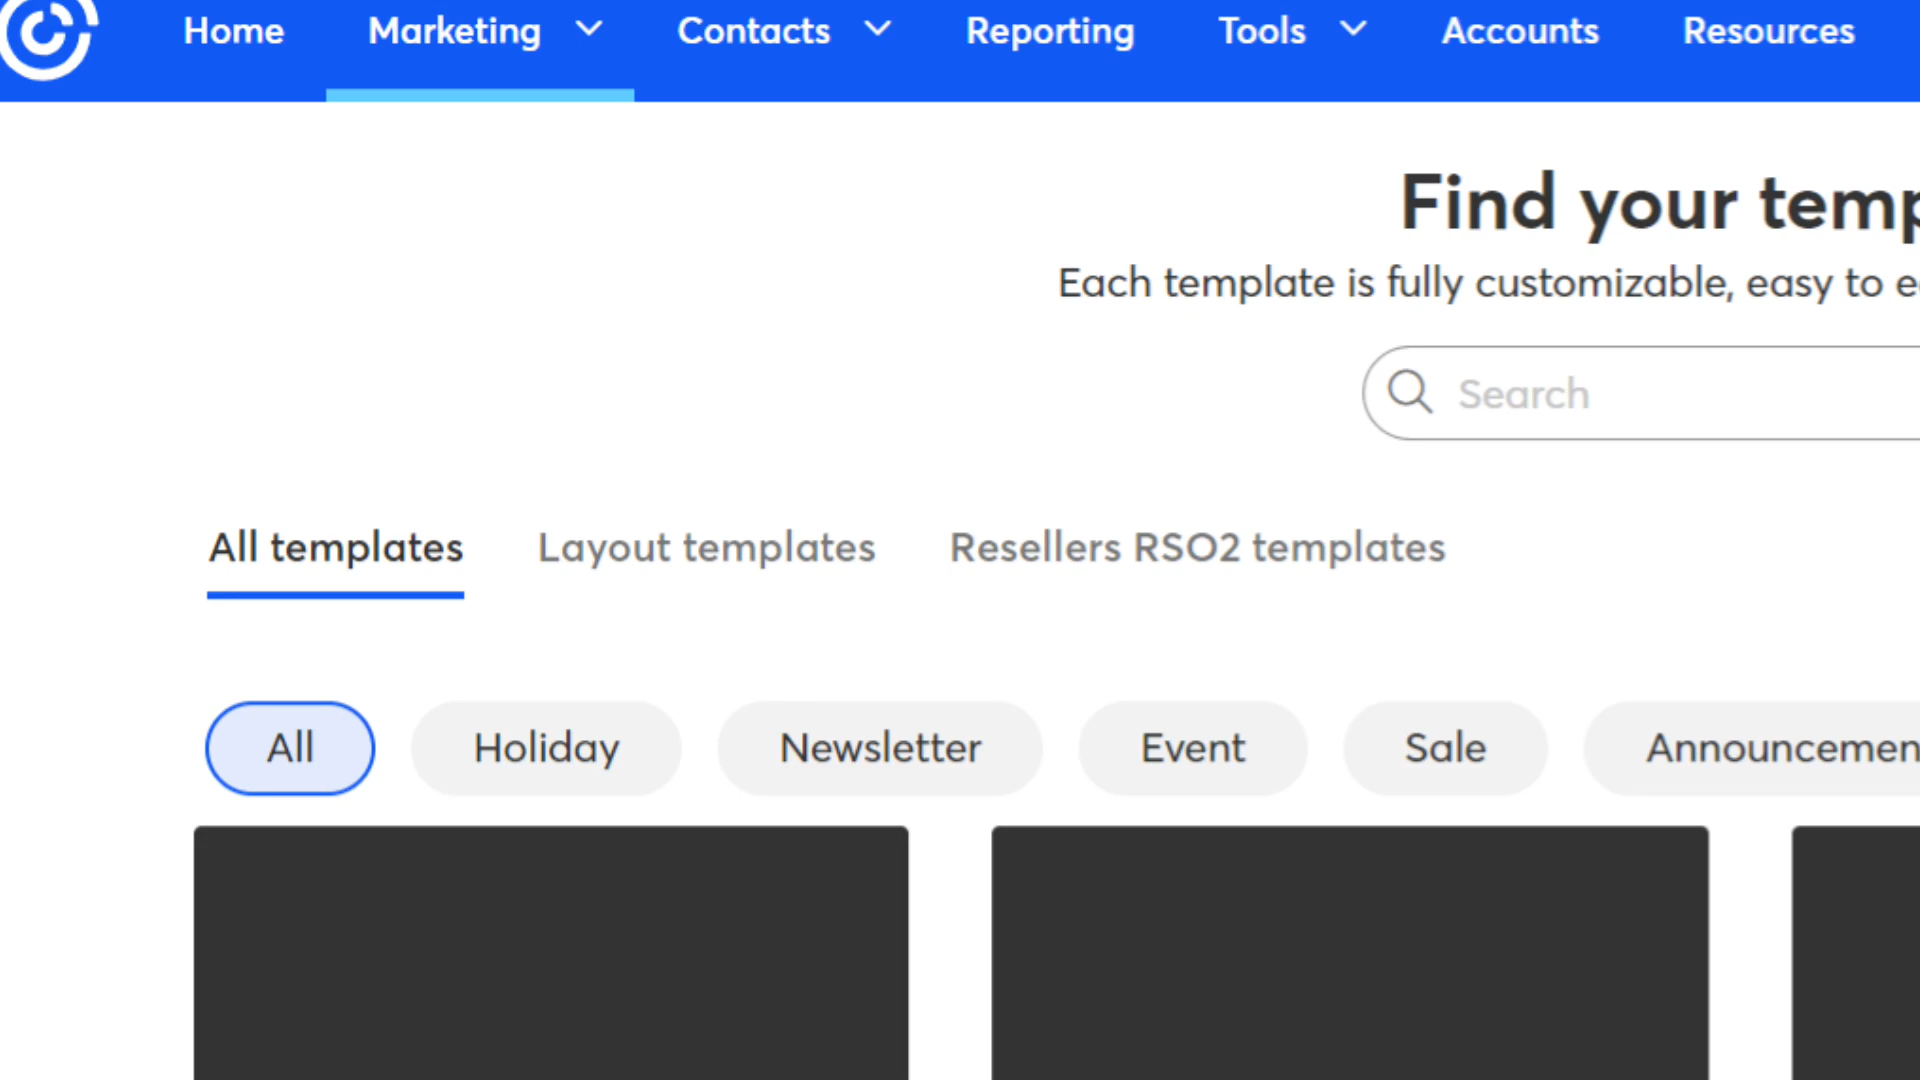 Home Marketing Contacts Reporting Tools Accounts Resources
Find your temp
Each template is fully customizable, easy to e
Search
All templates Layout templates Resellers RSO2 templates
All Holiday Newsletter Event Sale Announcemen